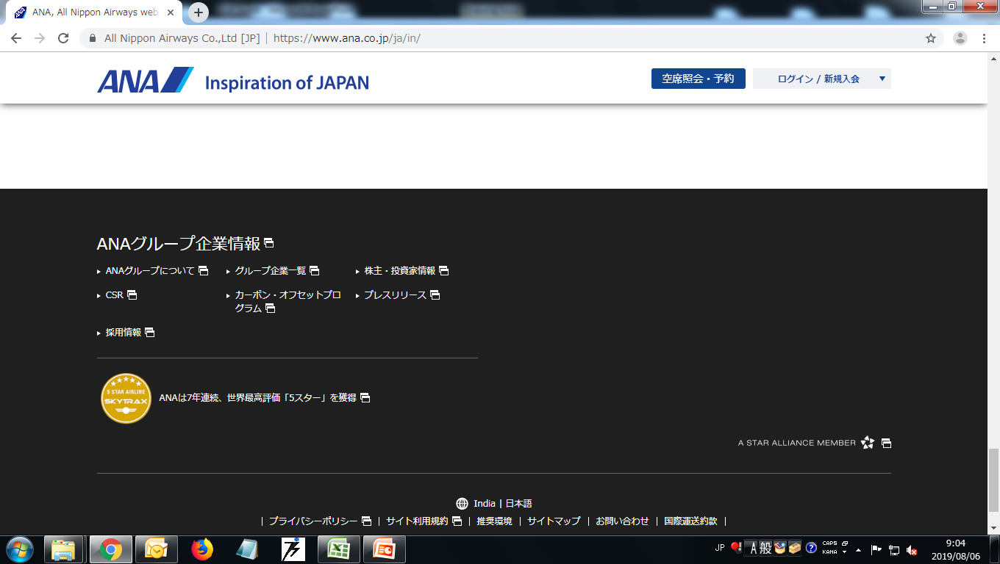 ANA, All Nippon Airways web
All Nippon Airways Co.,Ltd [JP] | https://www.ana.co.jp/ja/in/
ANA Inspiration of JAPAN
空席照会・予約
ログイン / 新規入会
ANAグループ企業情報
ANAグループについて
グループ企業一覧
株主・投資家情報
CSR
カーボン・オフセットプロ
グラム
プレスリリース
採用情報
5 STAR AIRLINE
SKYTRAX
ANAは7年連続、世界最高評価「5スター」を獲得
A STAR ALLIANCE MEMBER
India | 日本語
| プライバシーポリシー | サイト利用規約 | 推奨環境 | サイトマップ | お問い合わせ | 国際運送約款 |
JP
A 般
CAPS
KANA
9:04
2019/08/06